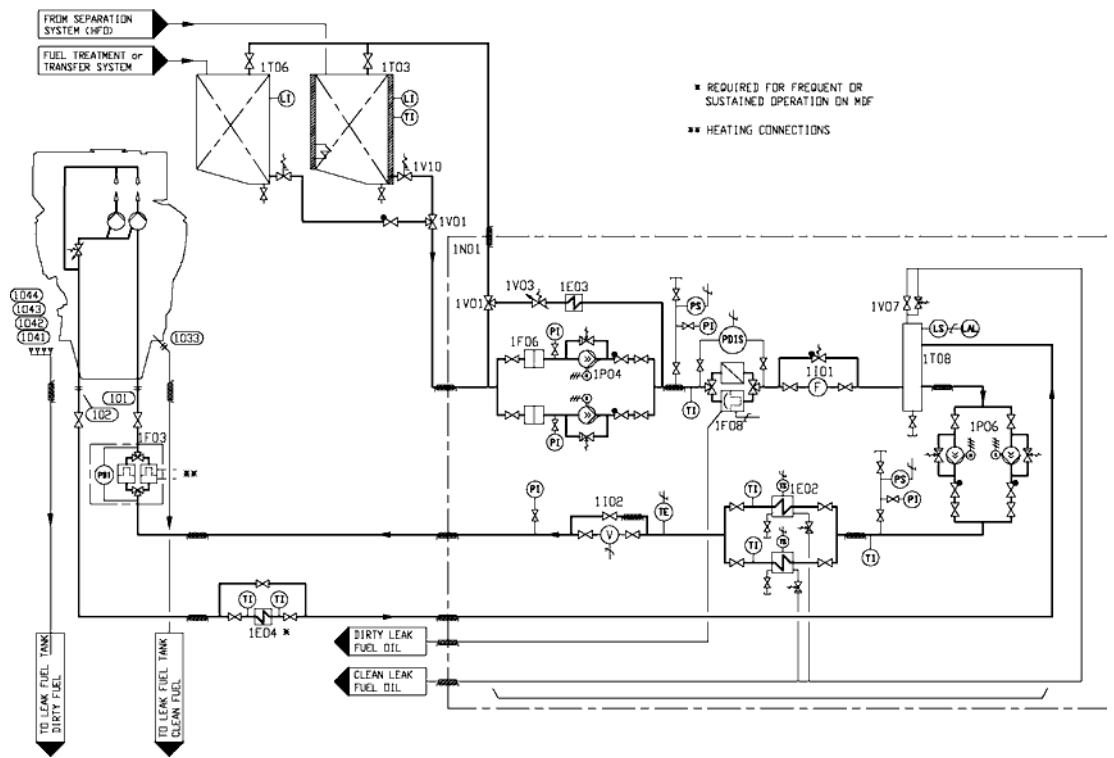 FROM SEPARATION
SYSTEM (HFO)
FUEL TREATMENT or
TRANSFER SYSTEM
1T06
1T03
LI
LI
TI
* REQUIRED FOR FREQUENT OR
SUSTAINED OPERATION ON MDF
** HEATING CONNECTIONS
1V10
1V01
1N01
1044
1043
1042
1041
1033
1V03
1E03
1V01
PS
PI
1V07
LS
LAL
1T08
PI
1F06
1P04
PDIS
1I01
F
101
102
TI
1F08
PI
1P06
1F03
PDI
**
PI
1I02
TE
V
TI
1E02
TS
PS
PI
TI
TS
TI
TI
TI
1E04 *
DIRTY LEAK
FUEL OIL
CLEAN LEAK
FUEL OIL
TO LEAK FUEL TANK
DIRTY FUEL
TO LEAK FUEL TANK
CLEAN FUEL